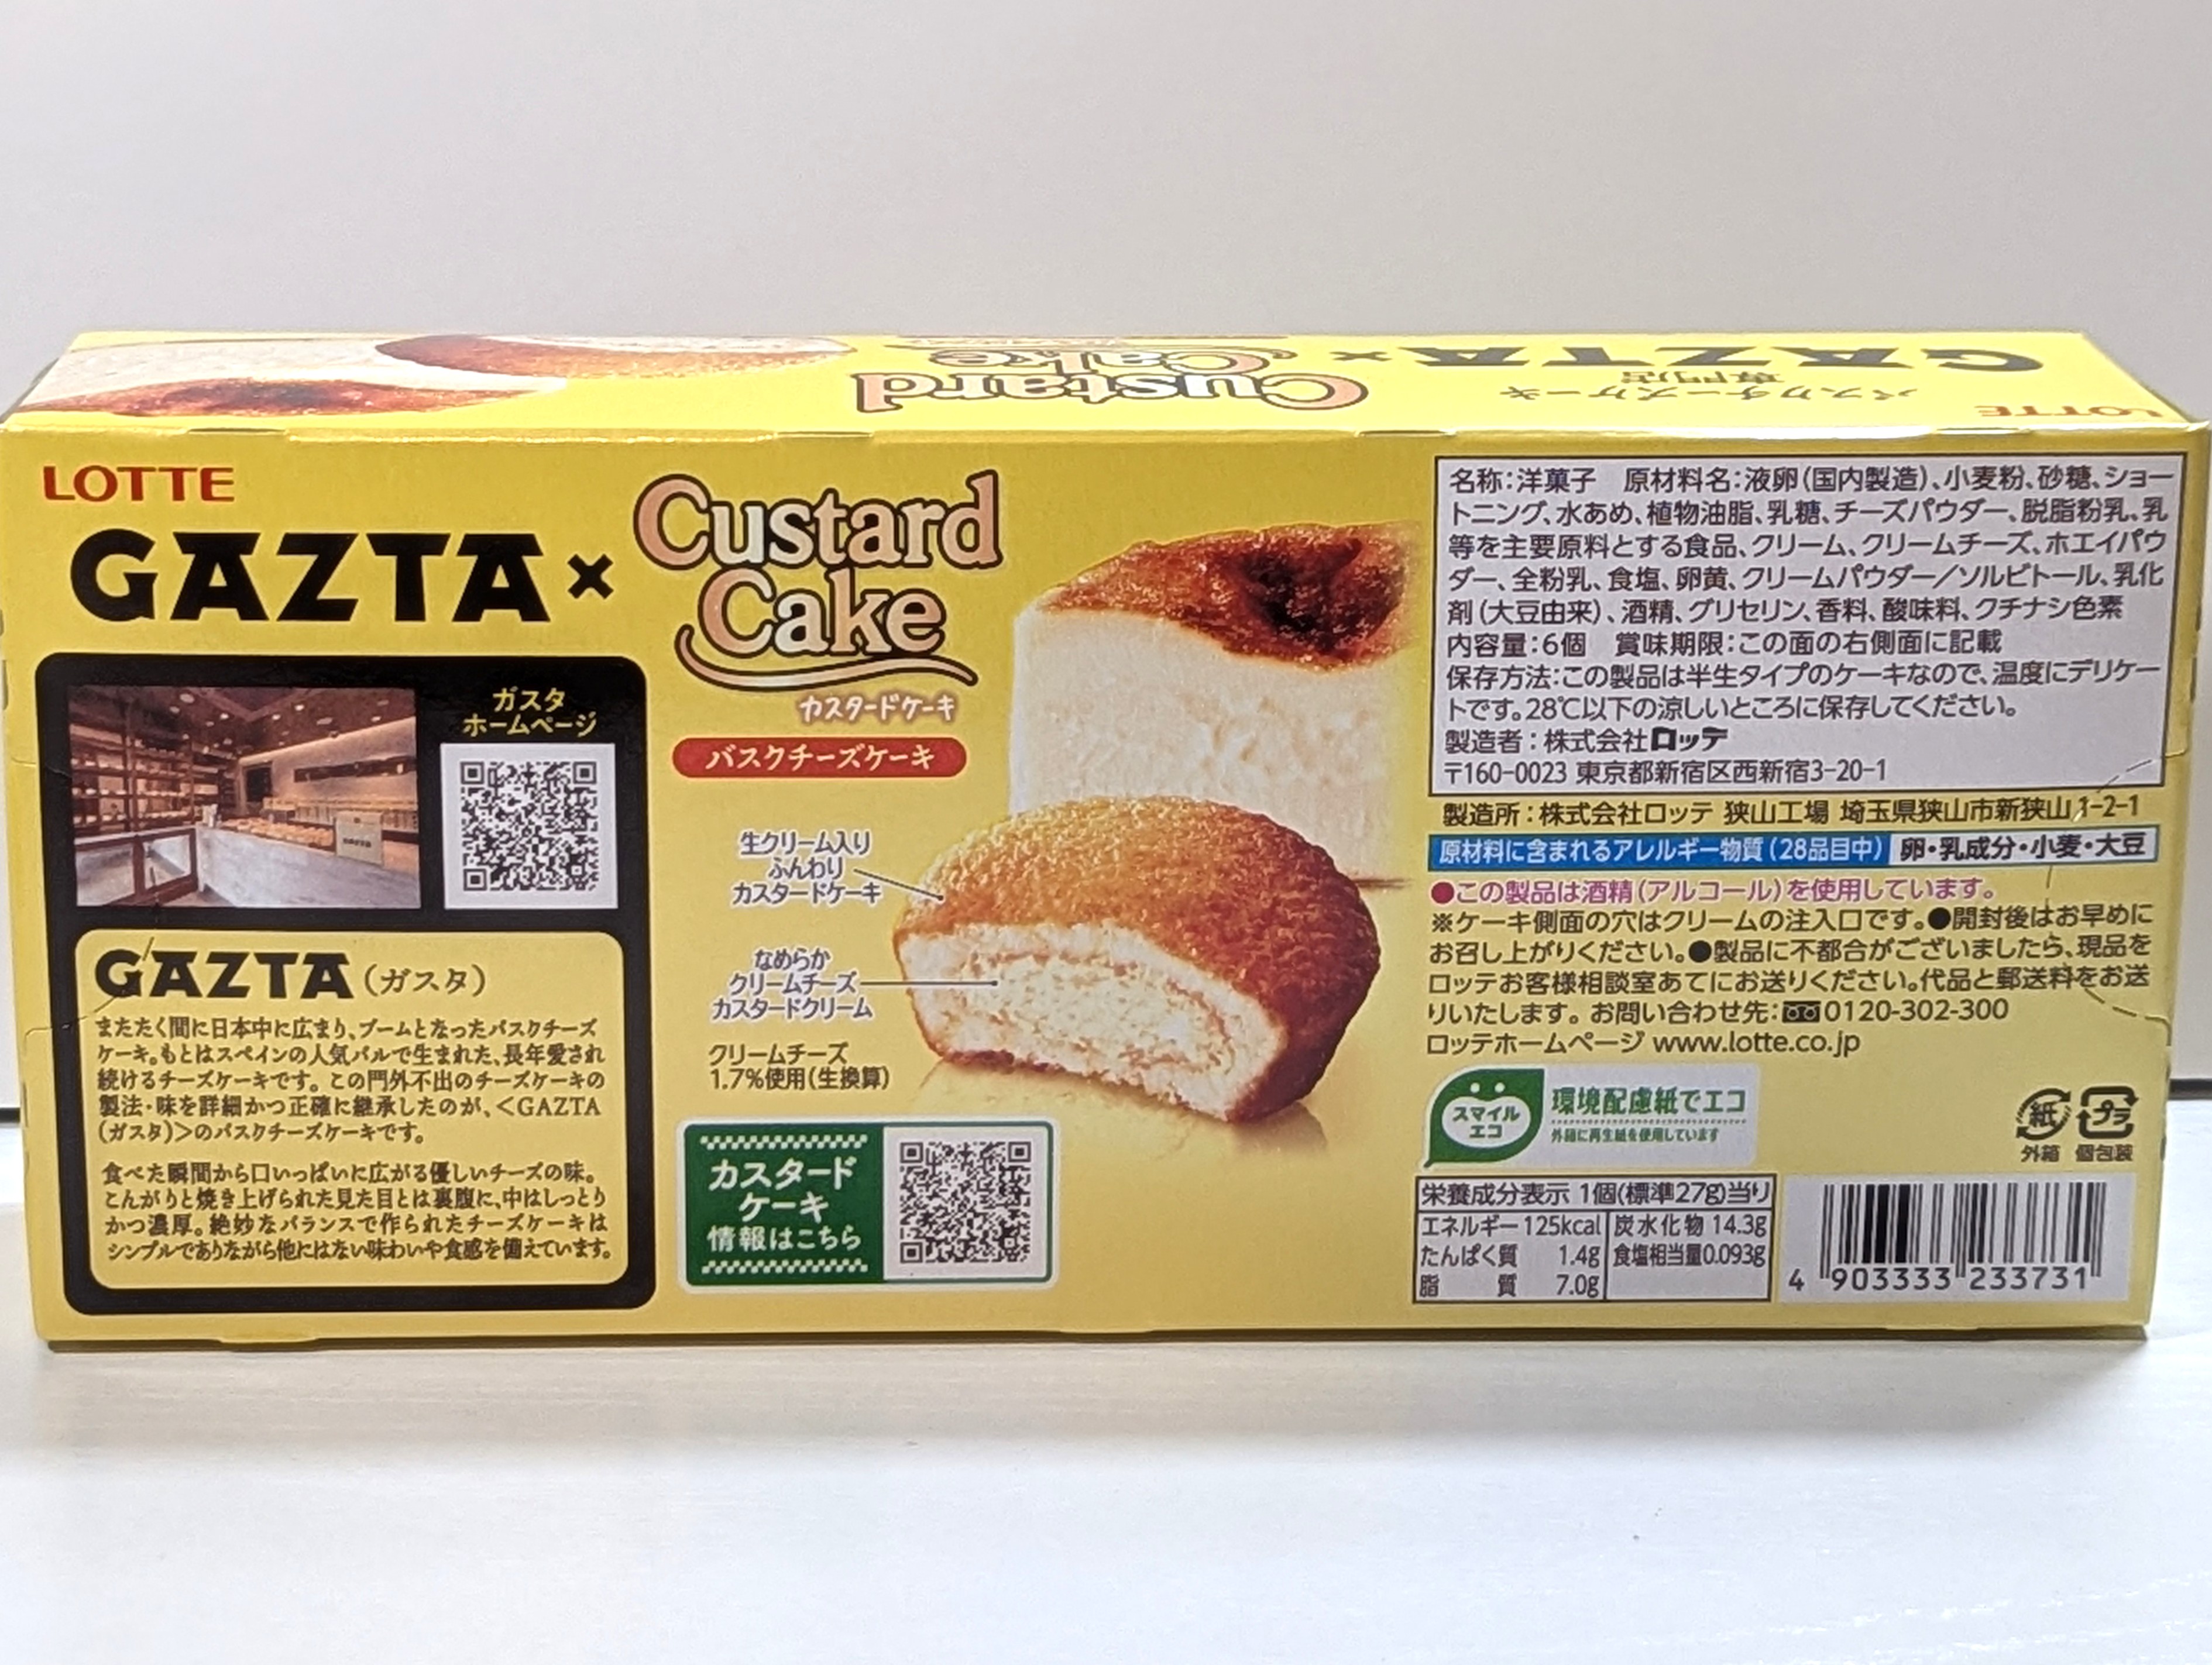 バスクチーズケーキ
専門店
GAZTA
×
Custard
Cake
LOTTE
LOTTE
GAZTA×
Custard
Cake
カスタードケーキ
バスクチーズケーキ
ガスタ
ホームページ
GAZTA(ガスタ)
またたく間に日本中に広まり、ブームとなったバスクチーズ
ケーキ。もとはスペインの人気バルで生まれた、長年愛され
続けるチーズケーキです。この門外不出のチーズケーキの
製法・味を詳細かつ正確に継承したのが、<GAZTA
(ガスタ)>のバスクチーズケーキです。
食べた瞬間から口いっぱいに広がる優しいチーズの味。
こんがりと焼き上げられた見た目とは裏腹に、中はしっとり
かつ濃厚。絶妙なバランスで作られたチーズケーキは
シンプルでありながら他にはない味わいや食感を備えています。
生クリーム入り
ふんわり
カスタードケーキ
なめらか
クリームチーズ
カスタードクリーム
クリームチーズ
1.7%使用(生換算)
カスタード
ケーキ
情報はこちら
名称:洋菓子 原材料名:液卵(国内製造)、小麦粉、砂糖、ショー
トニング、水あめ、植物油脂、乳糖、チーズパウダー、脱脂粉乳、乳
等を主要原料とする食品、クリーム、クリームチーズ、ホエイパウ
ダー、全粉乳、食塩、卵黄、クリームパウダー/ソルビトール、乳化
剤(大豆由来)、酒精、グリセリン、香料、酸味料、クチナシ色素
内容量:6個 賞味期限:この面の右側面に記載
保存方法:この製品は半生タイプのケーキなので、温度にデリケー
トです。28℃以下の涼しいところに保存してください。
製造者:株式会社ロッテ
〒160-0023 東京都新宿区西新宿3-20-1
製造所:株式会社ロッテ 狭山工場 埼玉県狭山市新狭山1-2-1
原材料に含まれるアレルギー物質(28品目中) 卵・乳成分・小麦・大豆
●この製品は酒精(アルコール)を使用しています。
※ケーキ側面の穴はクリームの注入口です。●開封後はお早めに
お召し上がりください。●製品に不都合がございましたら、現品を
ロッテお客様相談室あてにお送りください。代品と郵送料をお送
りいたします。お問い合わせ先:0120-302-300
ロッテホームページ www.lotte.co.jp
スマイル
エコ
環境配慮紙でエコ
外箱に再生紙を使用しています
紙
外箱
プラ
個包装
栄養成分表示 1個(標準27g)当り
エネルギー 125kcal 炭水化物 14.3g
たんぱく質 1.4g 食塩相当量0.093g
脂質 7.0g
4 903333 233731